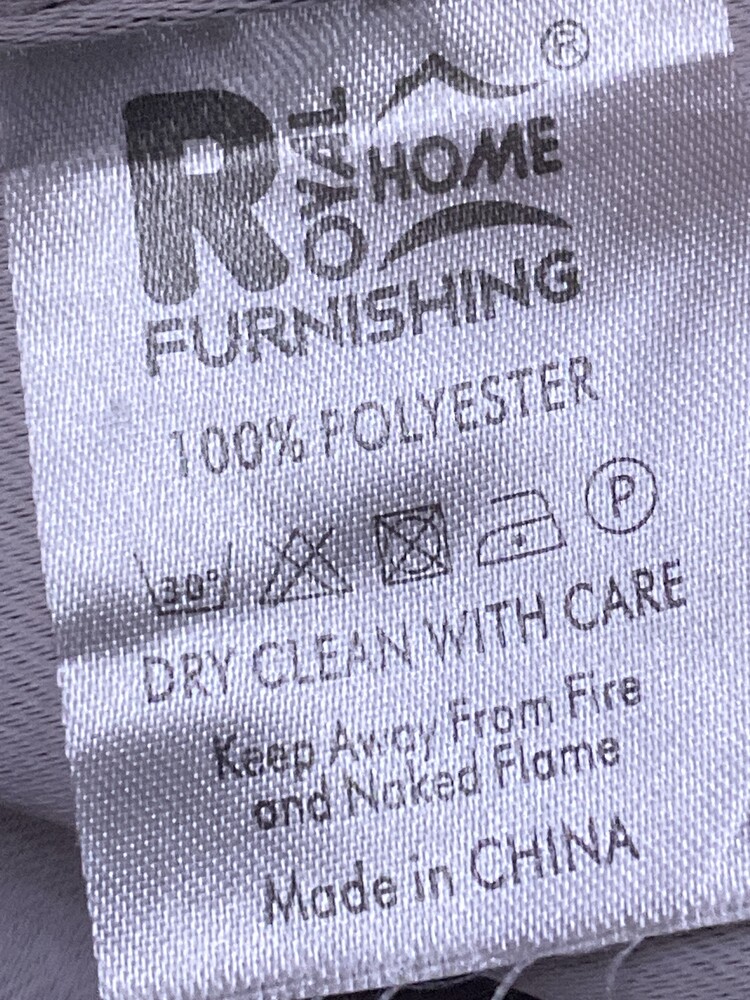 ROYAL HOME ®
FURNISHING
100% POLYESTER
30° P
DRY CLEAN WITH CARE
Keep Away From Fire
and Naked Flame
Made in CHINA